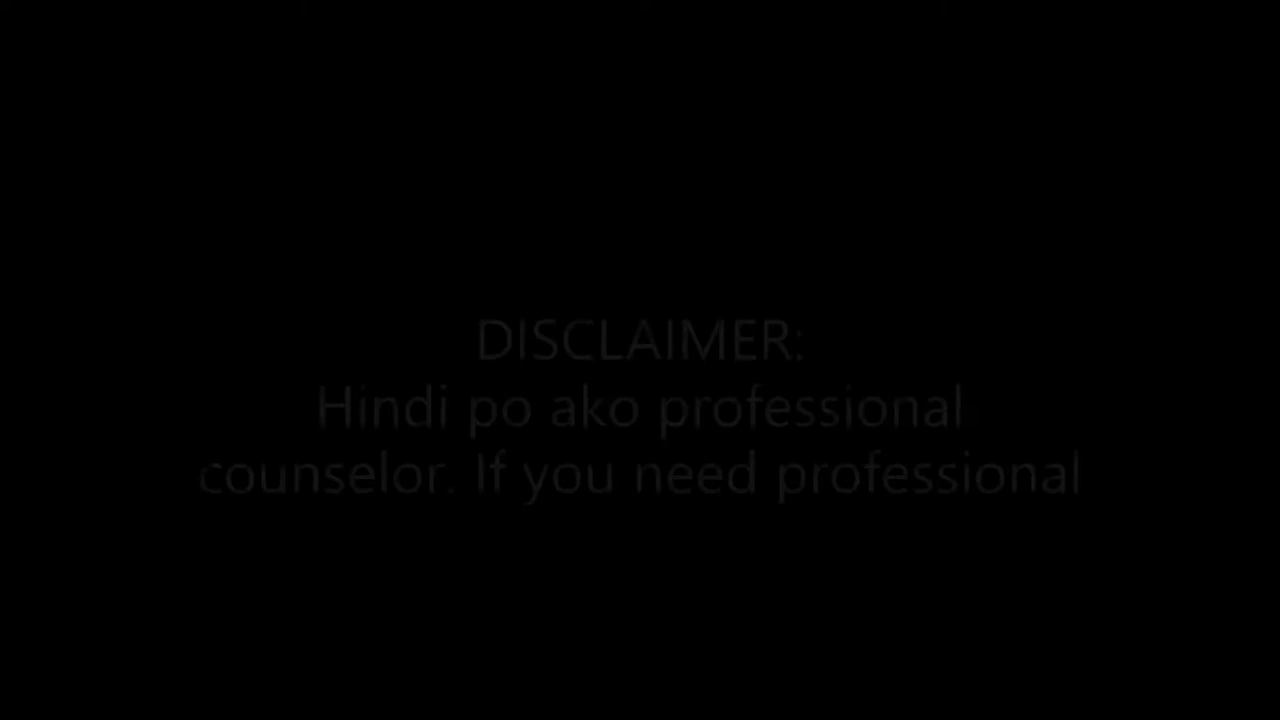 DISCLAIMER:
Hindi po ako professional
counselor. If you need professional